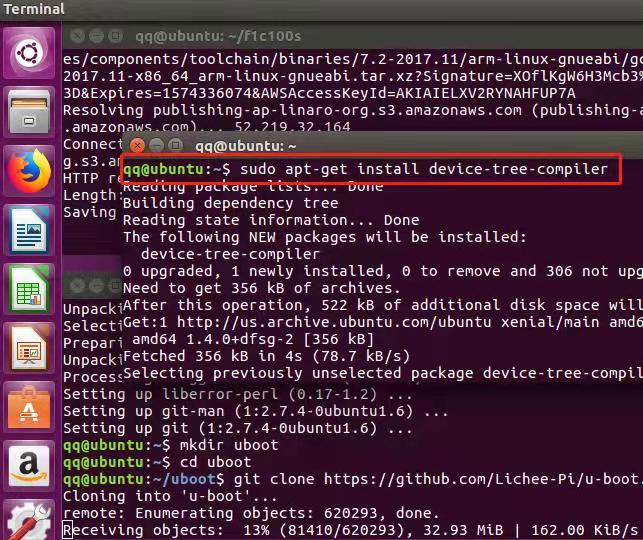 Terminal
qq@ubuntu: ~/f1c100s
es/components/toolchain/binaries/7.2-2017.11/arm-linux-gnueabi/gc
2017.11-x86_64_arm-linux-gnueabi.tar.xz?Signature=XOflKgW6H3Mcb3%
3D&Expires=1574336074&AWSAccessKeyId=AKIAIELXV2RYNAHFUP7A
Resolving publishing-ap-linaro-org.s3.amazonaws.com (publishing-a
.amazonaws.com)... 52.219.32.164
Connect
g.s3.an
HTTP re
Length:
Saving
qq@ubuntu: ~
qq@ubuntu:~$ sudo apt-get install device-tree-compiler
Reading package lists... Done
Building dependency tree
Reading state information... Done
The following NEW packages will be installed:
device-tree-compiler
0 upgraded, 1 newly installed, 0 to remove and 306 not upg
Need to get 356 kB of archives.
After this operation, 522 kB of additional disk space will
Get:1 http://us.archive.ubuntu.com/ubuntu xenial/main amd6
amd64 1.4.0+dfsg-2 [356 kB]
Fetched 356 kB in 4s (78.7 kB/s)
Selecting previously unselected package device-tree-compil
Unpacki
Selecti
Prepari
Unpacki
Process
Setting up liberror-perl (0.17-1.2) ...
Setting up git-man (1:2.7.4-0ubuntu1.6) ...
Setting up git (1:2.7.4-0ubuntu1.6) ...
qq@ubuntu:~$ mkdir uboot
qq@ubuntu:~$ cd uboot
qq@ubuntu:~/uboot$ git clone https://github.com/Lichee-Pi/u-boot.
Cloning into 'u-boot'...
remote: Enumerating objects: 620293, done.
Receiving objects: 13% (81410/620293), 32.93 MiB | 162.00 KiB/s